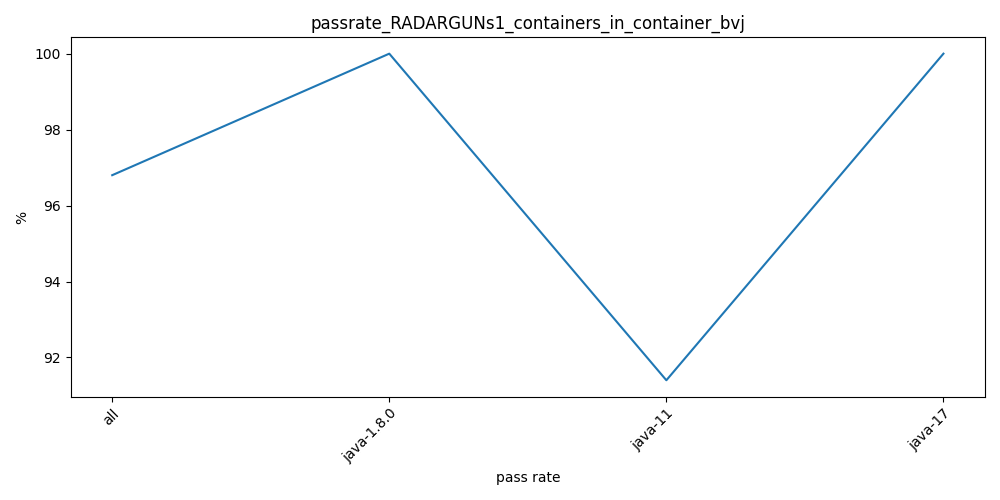 passrate_RADARGUNs1_containers_in_container_bvj
100
98
96
94
92
%
all
java-1.8.0
java-11
java-17
pass rate